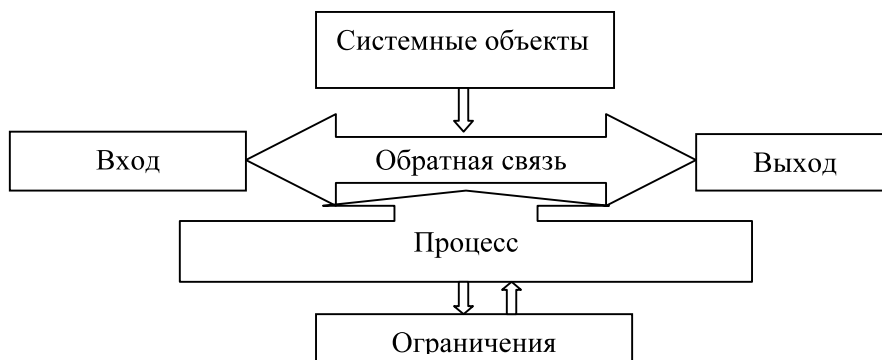 Системные объекты
Вход
Обратная связь
Выход
Процесс
Ограничения